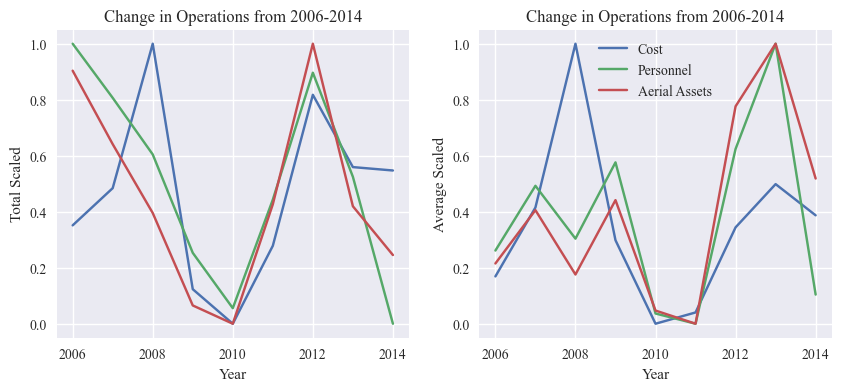 Change in Operations from 2006-2014
Total Scaled
1.0
0.8
0.6
0.4
0.2
0.0
2006 2008 2010 2012 2014
Year
Change in Operations from 2006-2014
Average Scaled
1.0
0.8
0.6
0.4
0.2
0.0
Cost
Personnel
Aerial Assets
2006 2008 2010 2012 2014
Year